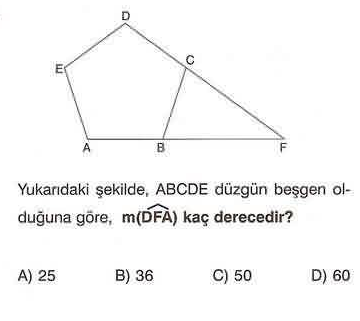 D
C
E
A B F
Yukarıdaki şekilde, ABCDE düzgün beşgen ol-
duğuna göre, m(DFA) kaç derecedir?
A) 25 B) 36 C) 50 D) 60